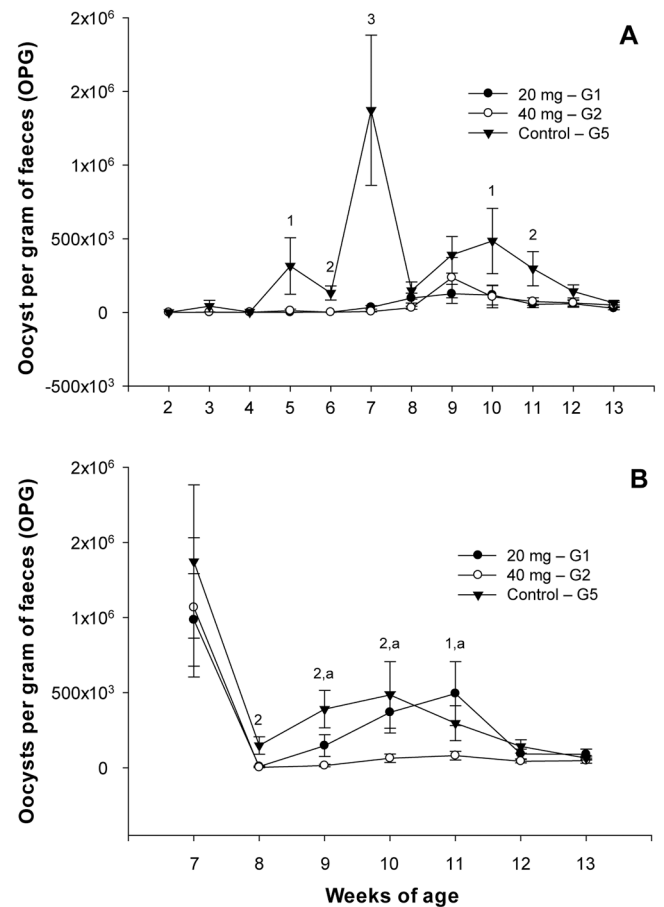 A
Oocyst per gram of faeces (OPG)
2x10⁶
2x10⁶
1x10⁶
500x10³
0
-500x10³
3
1
2
1
2
20 mg – G1
40 mg – G2
Control – G5
2 3 4 5 6 7 8 9 10 11 12 13
B
Oocysts per gram of faeces (OPG)
2x10⁶
2x10⁶
1x10⁶
500x10³
0
20 mg – G1
40 mg – G2
Control – G5
2
2,a
2,a
1,a
7 8 9 10 11 12 13
Weeks of age